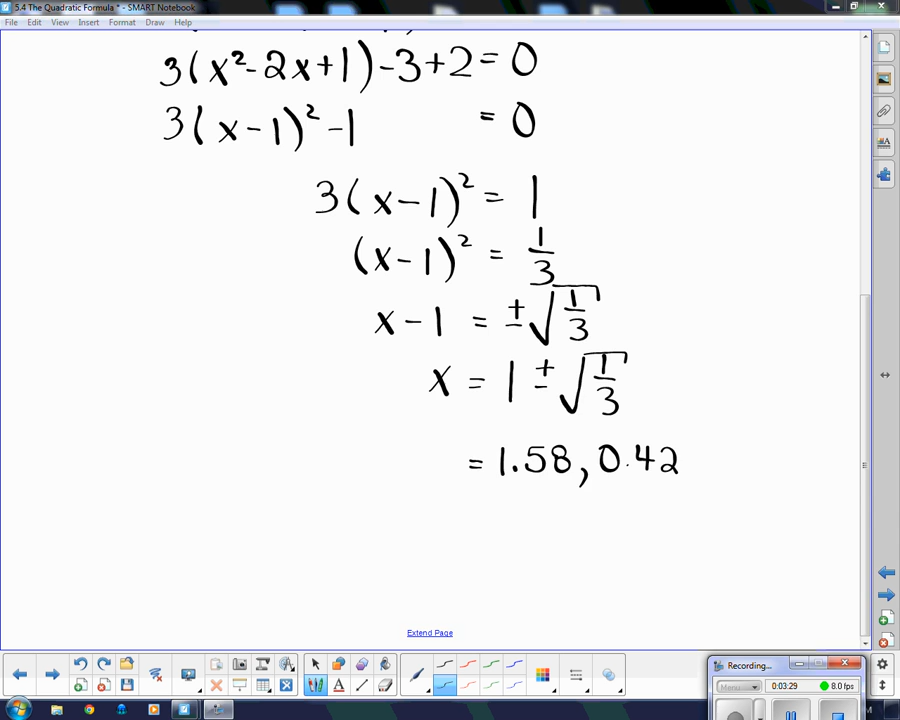 5.4 The Quadratic Formula * - SMART Notebook
File Edit View Insert Format Draw Help
3(x²-2x+1)-3+2=0
3(x-1)²-1 = 0
3(x-1)² = 1
(x-1)² = 1/3
x-1 = ±√1/3
x = 1 ± √1/3
= 1.58, 0.42
Extend Page
Recording...
Menu 0:03:29 8.0 fps